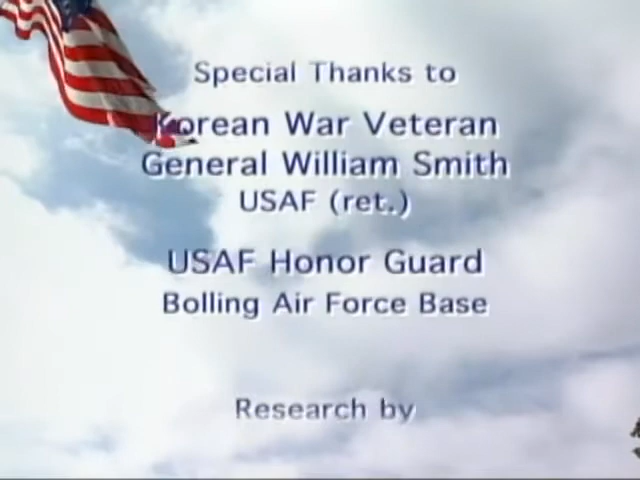 Special Thanks to
Korean War Veteran
General William Smith
USAF (ret.)
USAF Honor Guard
Bolling Air Force Base
Research by